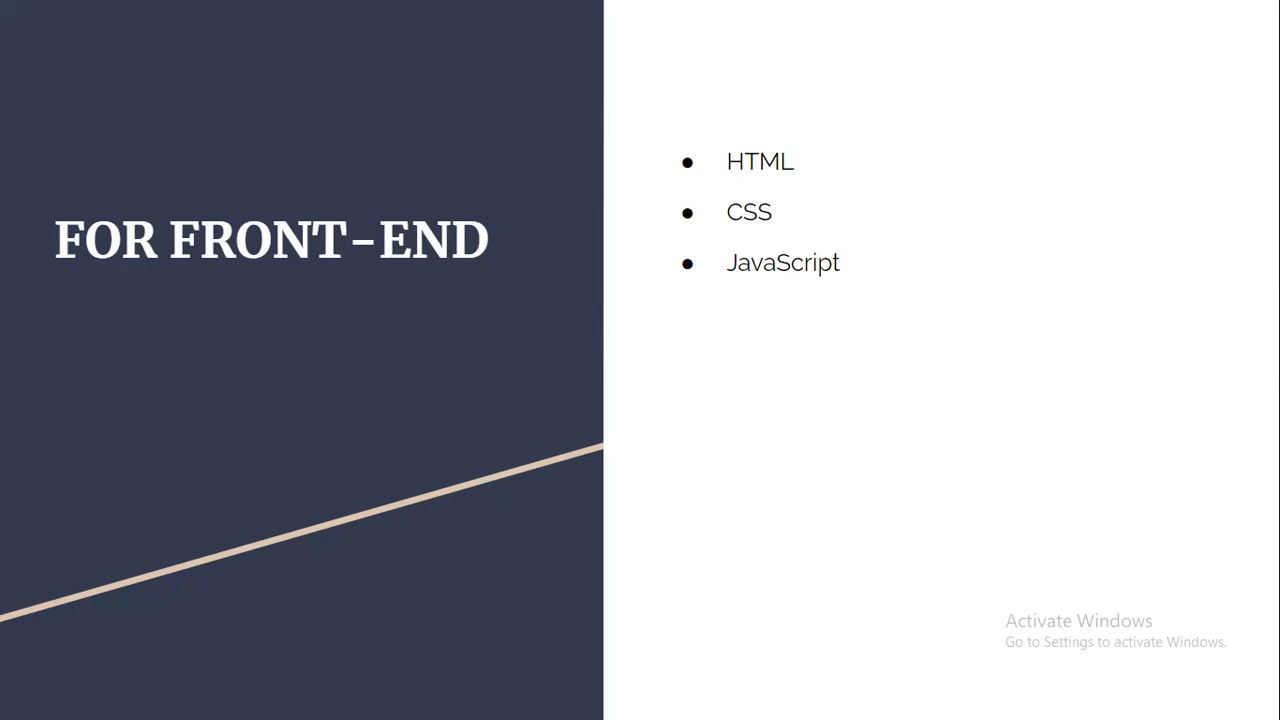 FOR FRONT-END
● HTML
● CSS
● JavaScript
Activate Windows
Go to Settings to activate Windows.